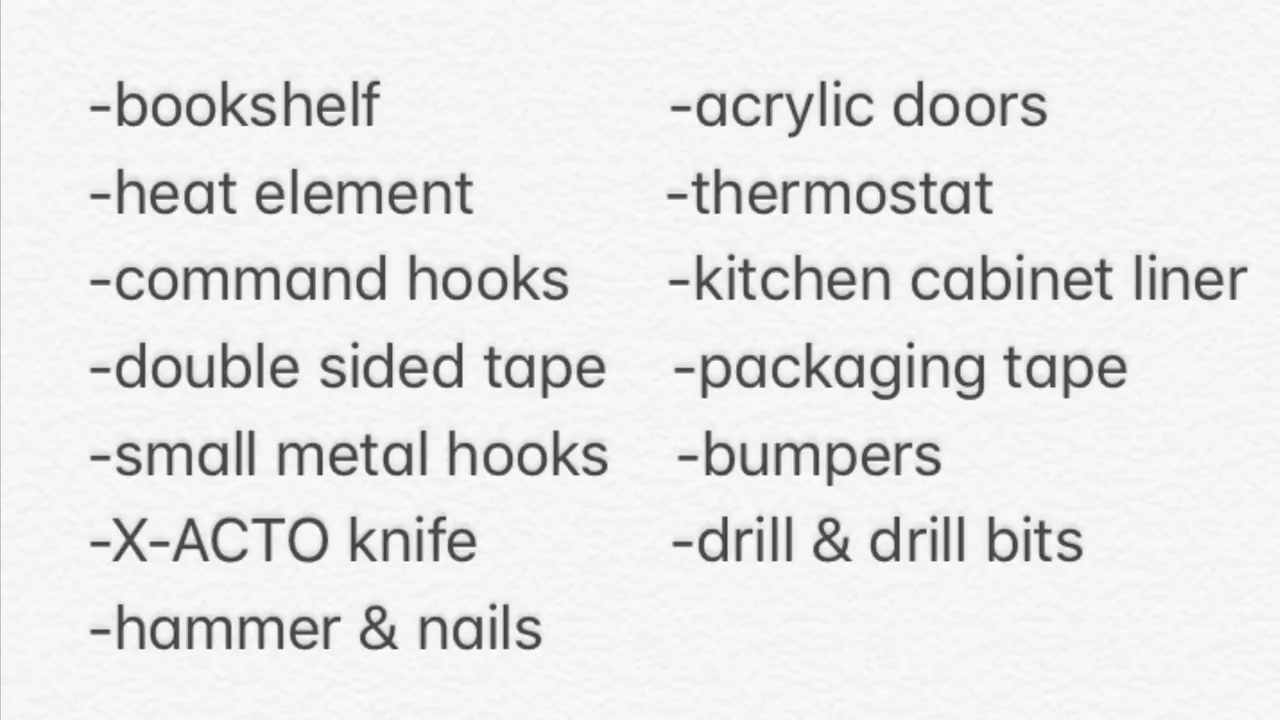 -bookshelf
-heat element
-command hooks
-double sided tape
-small metal hooks
-X-ACTO knife
-hammer & nails
-acrylic doors
-thermostat
-kitchen cabinet liner
-packaging tape
-bumpers
-drill & drill bits